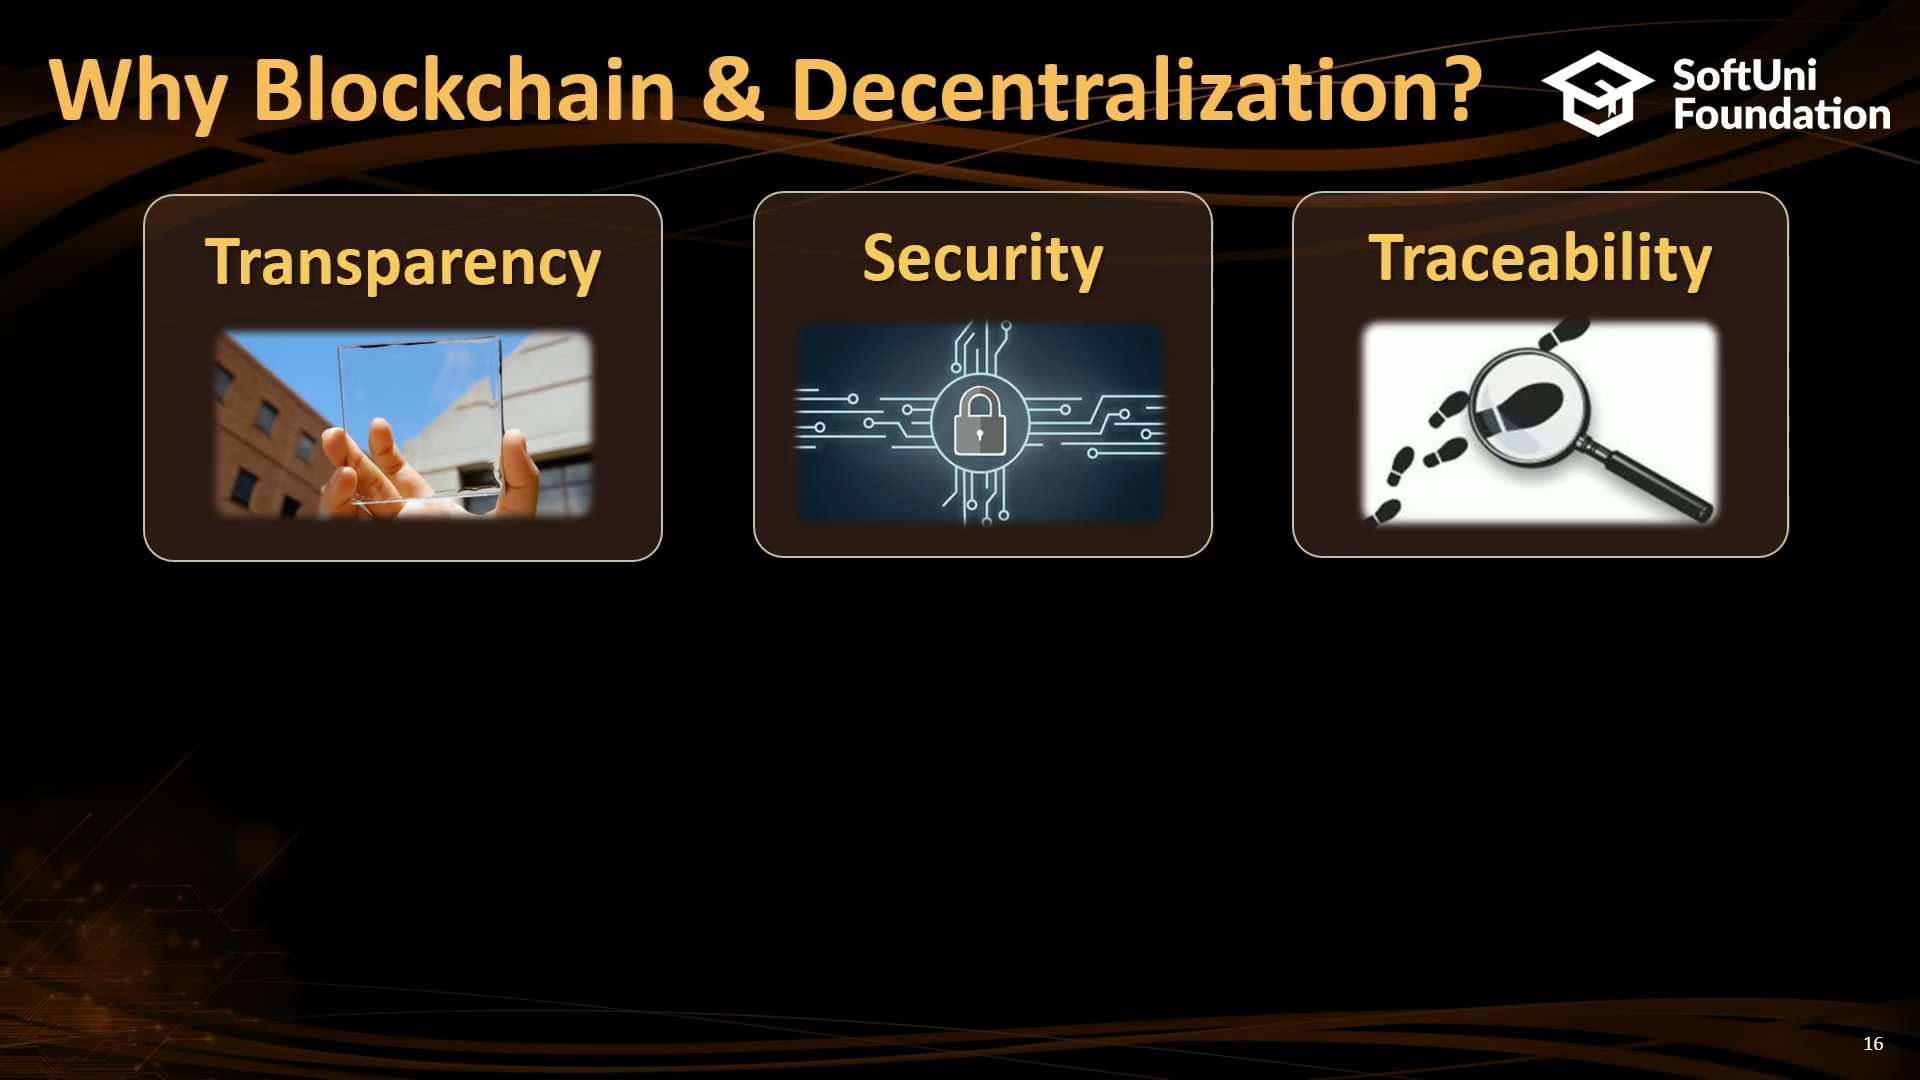 Why Blockchain & Decentralization?
SoftUni
Foundation
Transparency
Security
Traceability
16